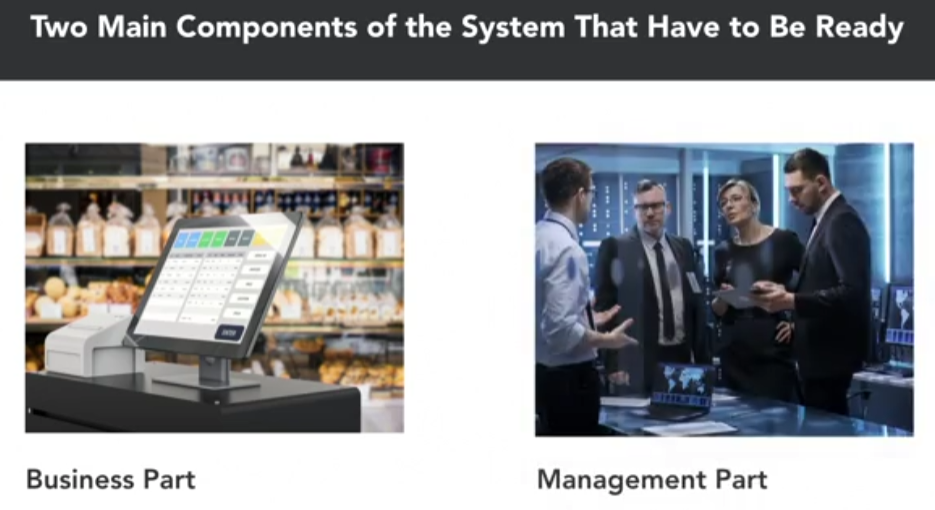 Two Main Components of the System That Have to Be Ready
Business Part
Management Part